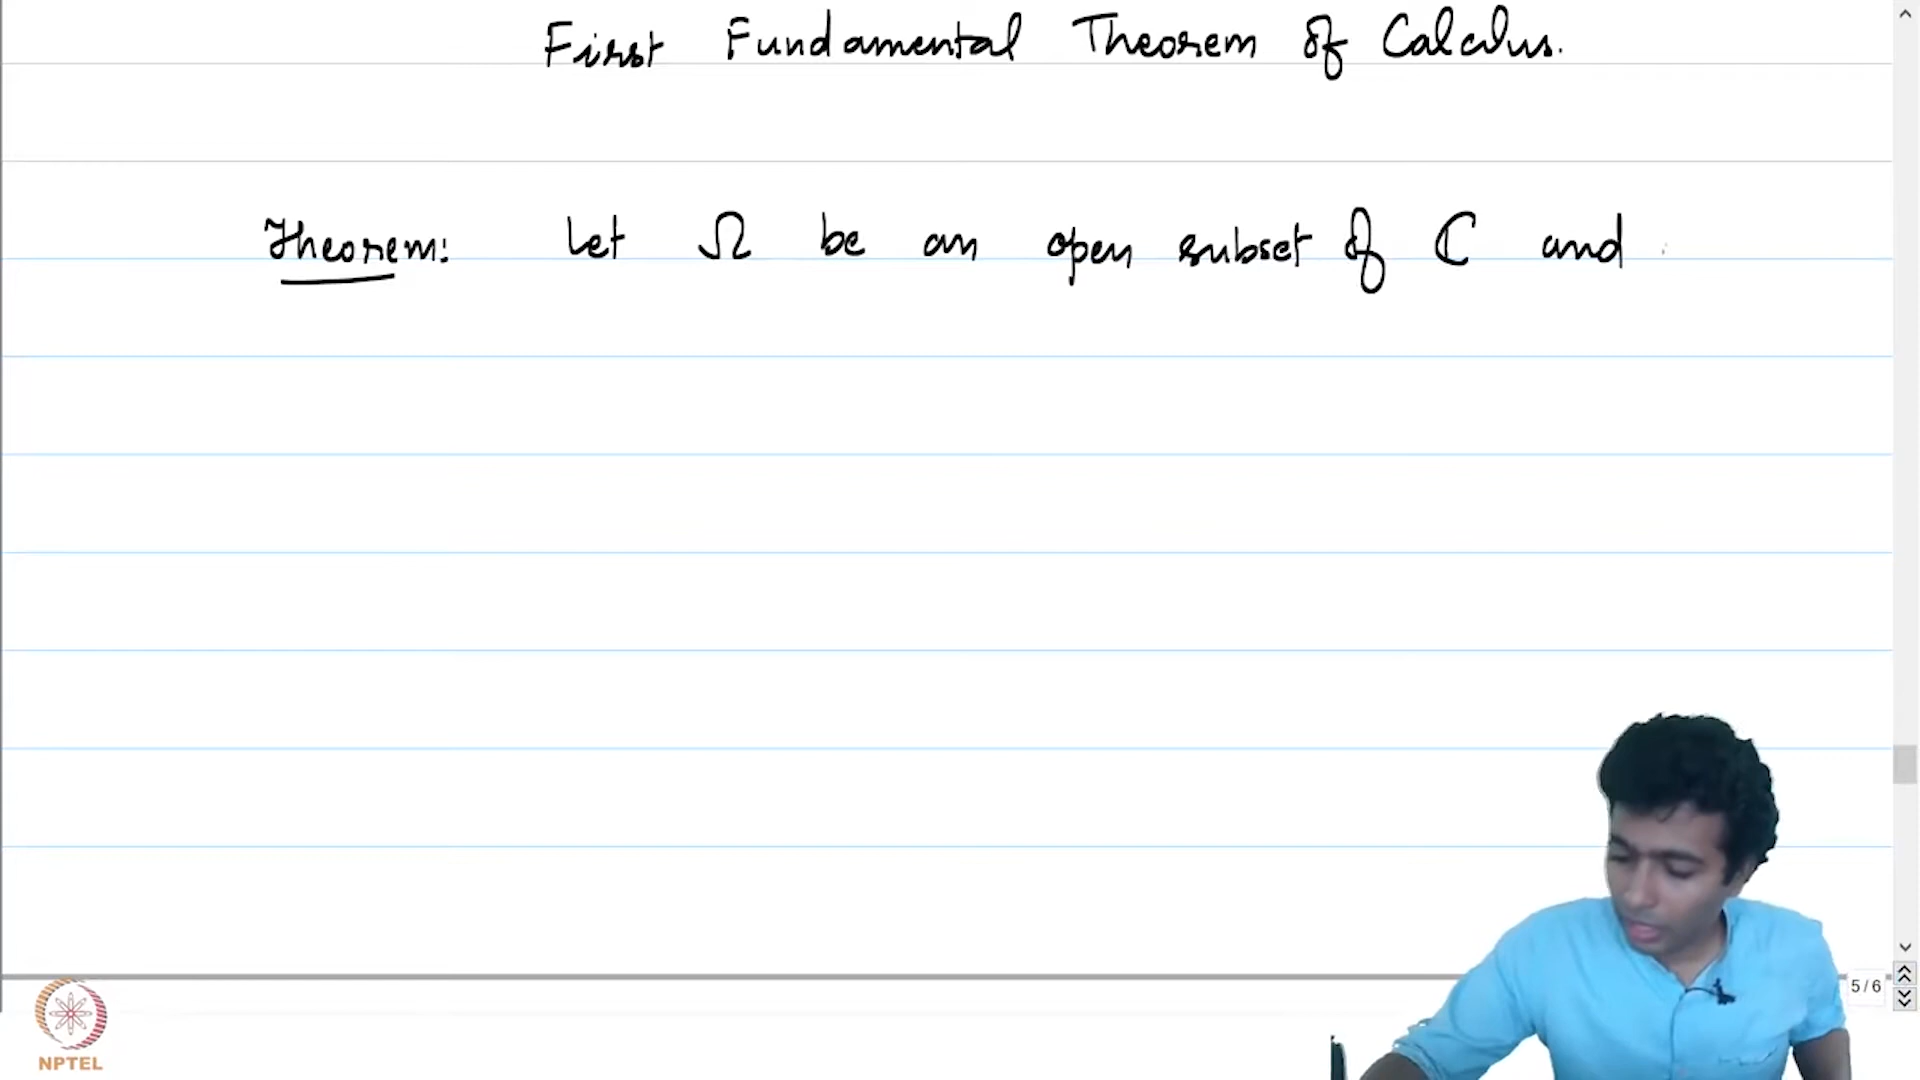 First Fundamental Theorem of Calculus.
Theorem: Let Ω be an open subset of ℂ and
5 / 6
NPTEL